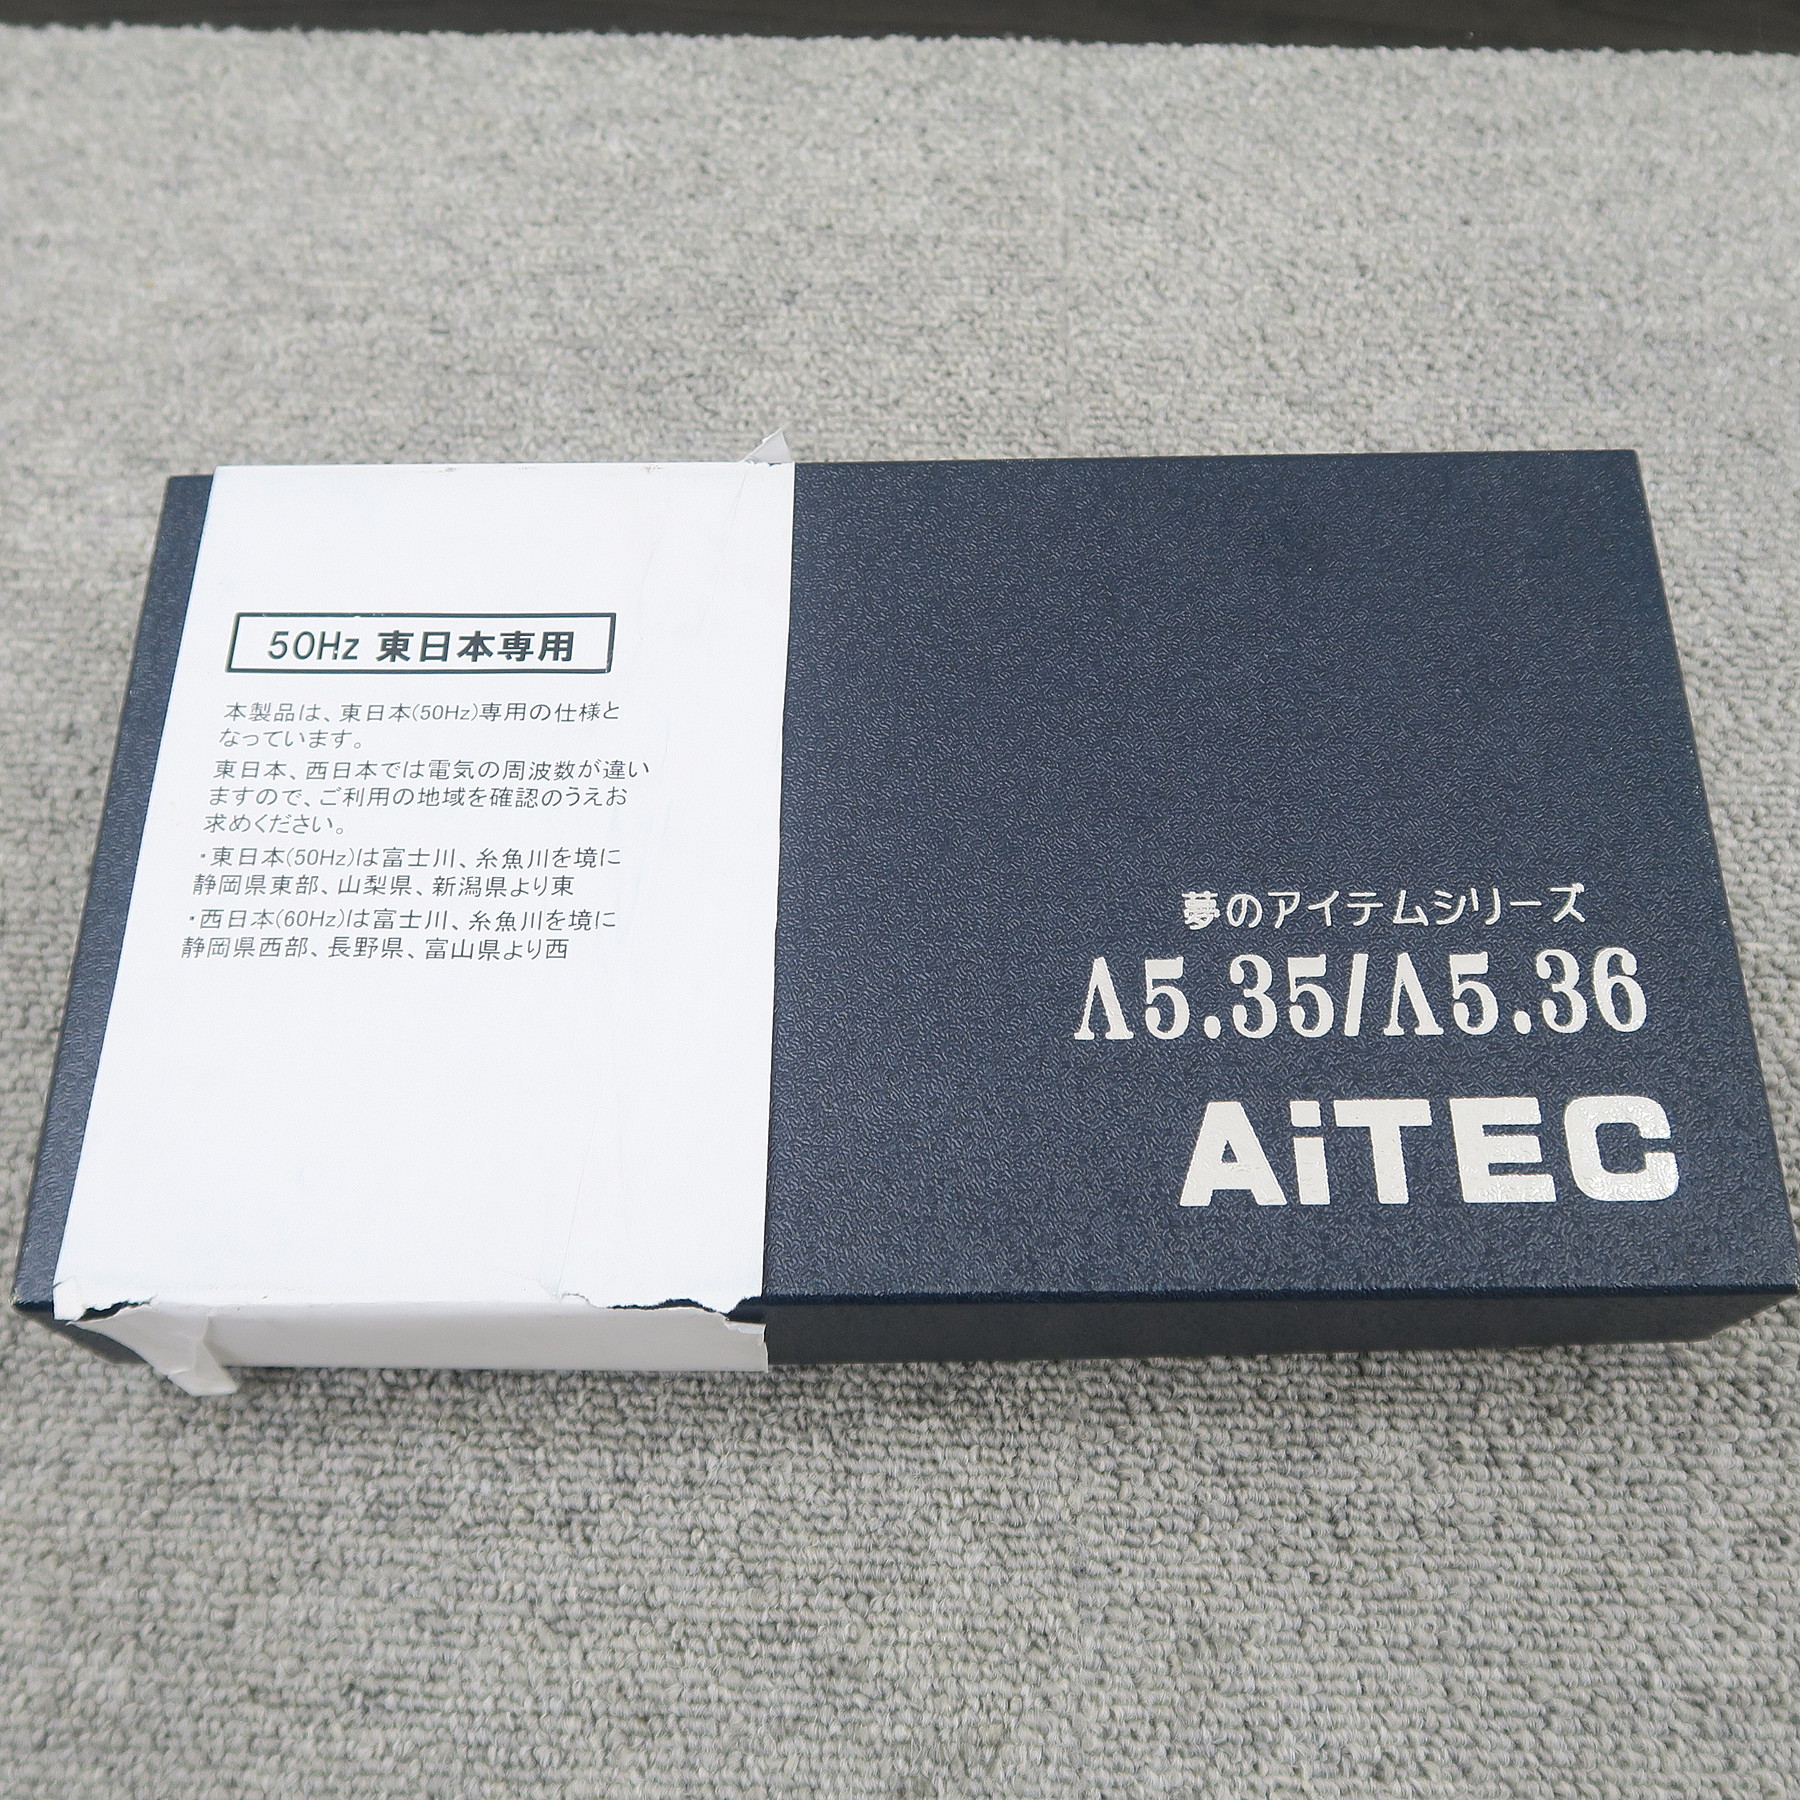 50Hz 東日本専用
本製品は、東日本(50Hz)専用の仕様と
なっています。
東日本、西日本では電気の周波数が違い
ますので、ご利用の地域を確認のうえお
求めください。
・東日本(50Hz)は富士川、糸魚川を境に
静岡県東部、山梨県、新潟県より東
・西日本(60Hz)は富士川、糸魚川を境に
静岡県西部、長野県、富山県より西
夢のアイテムシリーズ
Λ5.35/Λ5.36
AiTEC